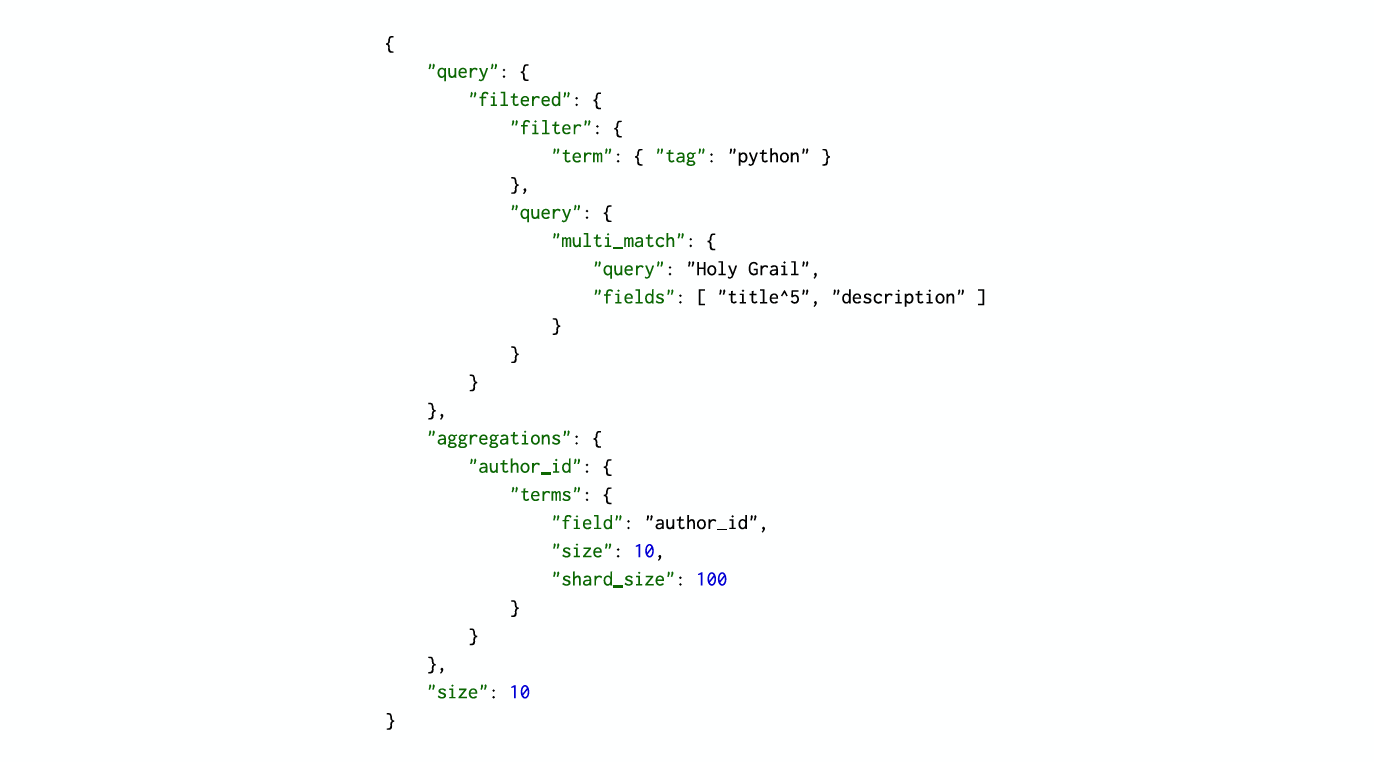 {
    "query": {
        "filtered": {
            "filter": {
                "term": { "tag": "python" }
            },
            "query": {
                "multi_match": {
                    "query": "Holy Grail",
                    "fields": [ "title^5", "description" ]
                }
            }
        }
    },
    "aggregations": {
        "author_id": {
            "terms": {
                "field": "author_id",
                "size": 10,
                "shard_size": 100
            }
        }
    },
    "size": 10
}